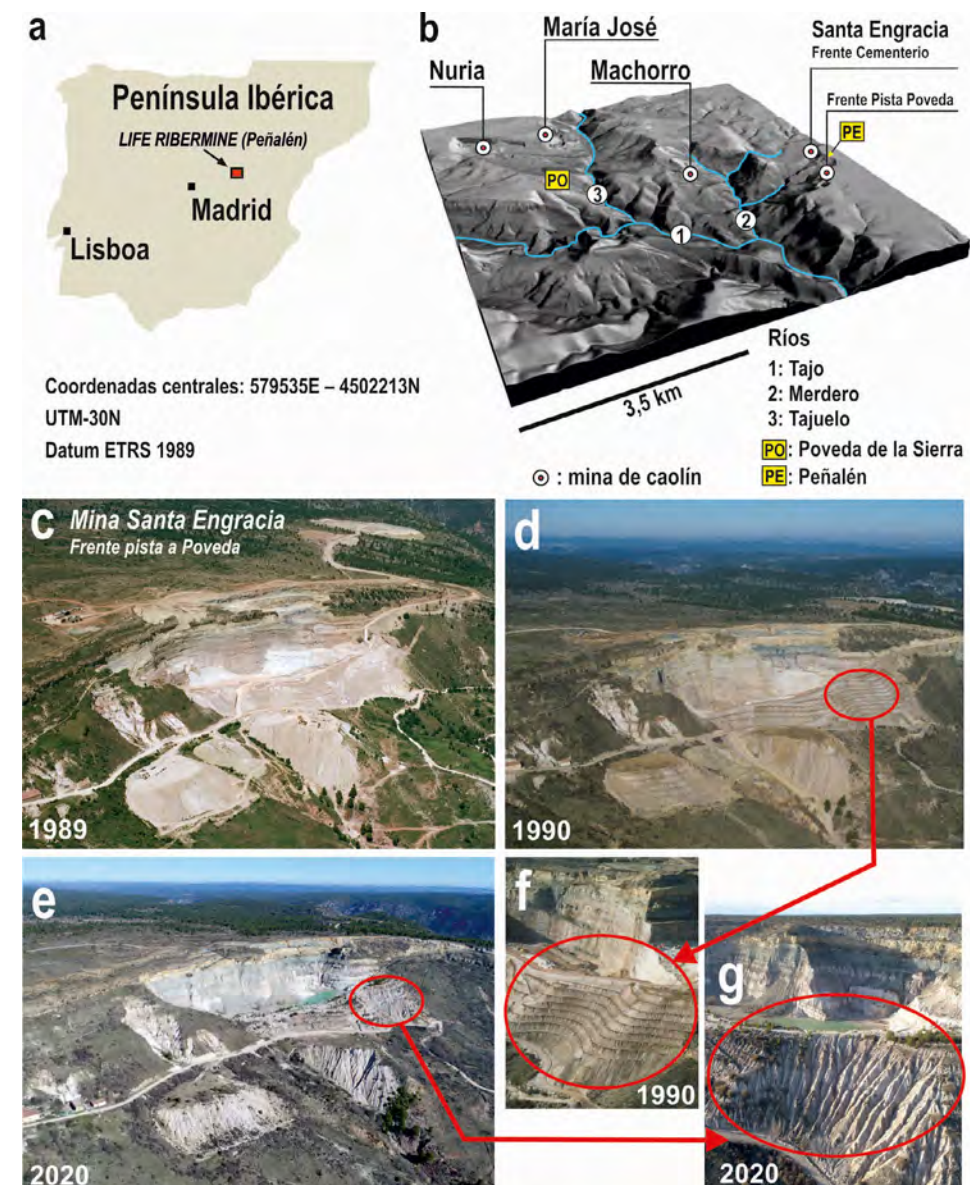 a
Península Ibérica
LIFE RIBERMINE (Peñalén)
Madrid
Lisboa
Coordenadas centrales: 579535E – 4502213N
UTM-30N
Datum ETRS 1989
b
María José
Santa Engracia
Frente Cementerio
Nuria
Machorro
Frente Pista Poveda
PE
PO
3
2
1
3,5 km
Ríos
1: Tajo
2: Merdero
3: Tajuelo
PO: Poveda de la Sierra
: mina de caolín
PE: Peñalén
c Mina Santa Engracia
Frente pista a Poveda
1989
d
1990
e
2020
f
1990
g
2020